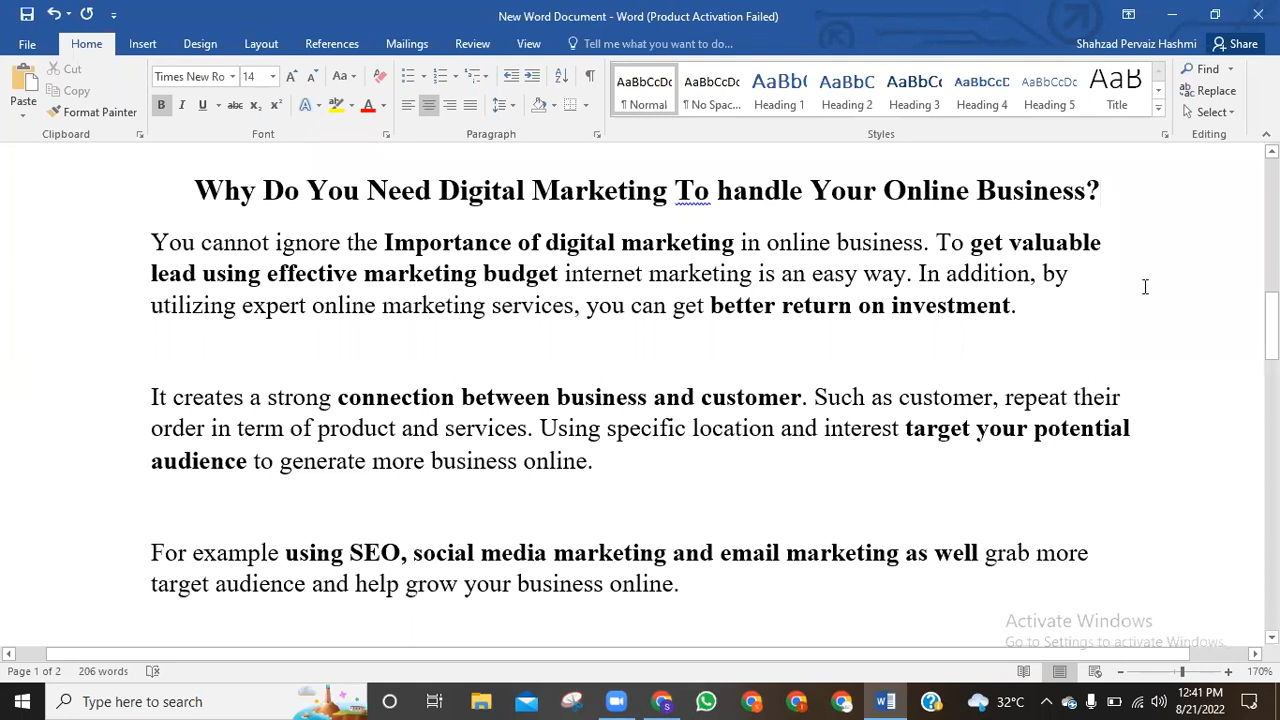 New Word Document - Word (Product Activation Failed)
File Home Insert Design Layout References Mailings Review View Tell me what you want to do... Shahzad Pervaiz Hashmi Share
Cut
Copy
Format Painter
Paste
Clipboard
Times New Ro 14
Font
Paragraph
AaBbCcDc AaBbCcDc AaBbC AaBbC AaBbCcD AaBbCcD AaBbCcD AaB
¶ Normal ¶ No Spac... Heading 1 Heading 2 Heading 3 Heading 4 Heading 5 Title
Styles
Find
Replace
Select
Editing
Why Do You Need Digital Marketing To handle Your Online Business?
You cannot ignore the Importance of digital marketing in online business. To get valuable
lead using effective marketing budget internet marketing is an easy way. In addition, by
utilizing expert online marketing services, you can get better return on investment.
It creates a strong connection between business and customer. Such as customer, repeat their
order in term of product and services. Using specific location and interest target your potential
audience to generate more business online.
For example using SEO, social media marketing and email marketing as well grab more
target audience and help grow your business online.
Activate Windows
Go to Settings to activate Windows.
Page 1 of 2 206 words 170%
Type here to search 32°C 12:41 PM
8/21/2022